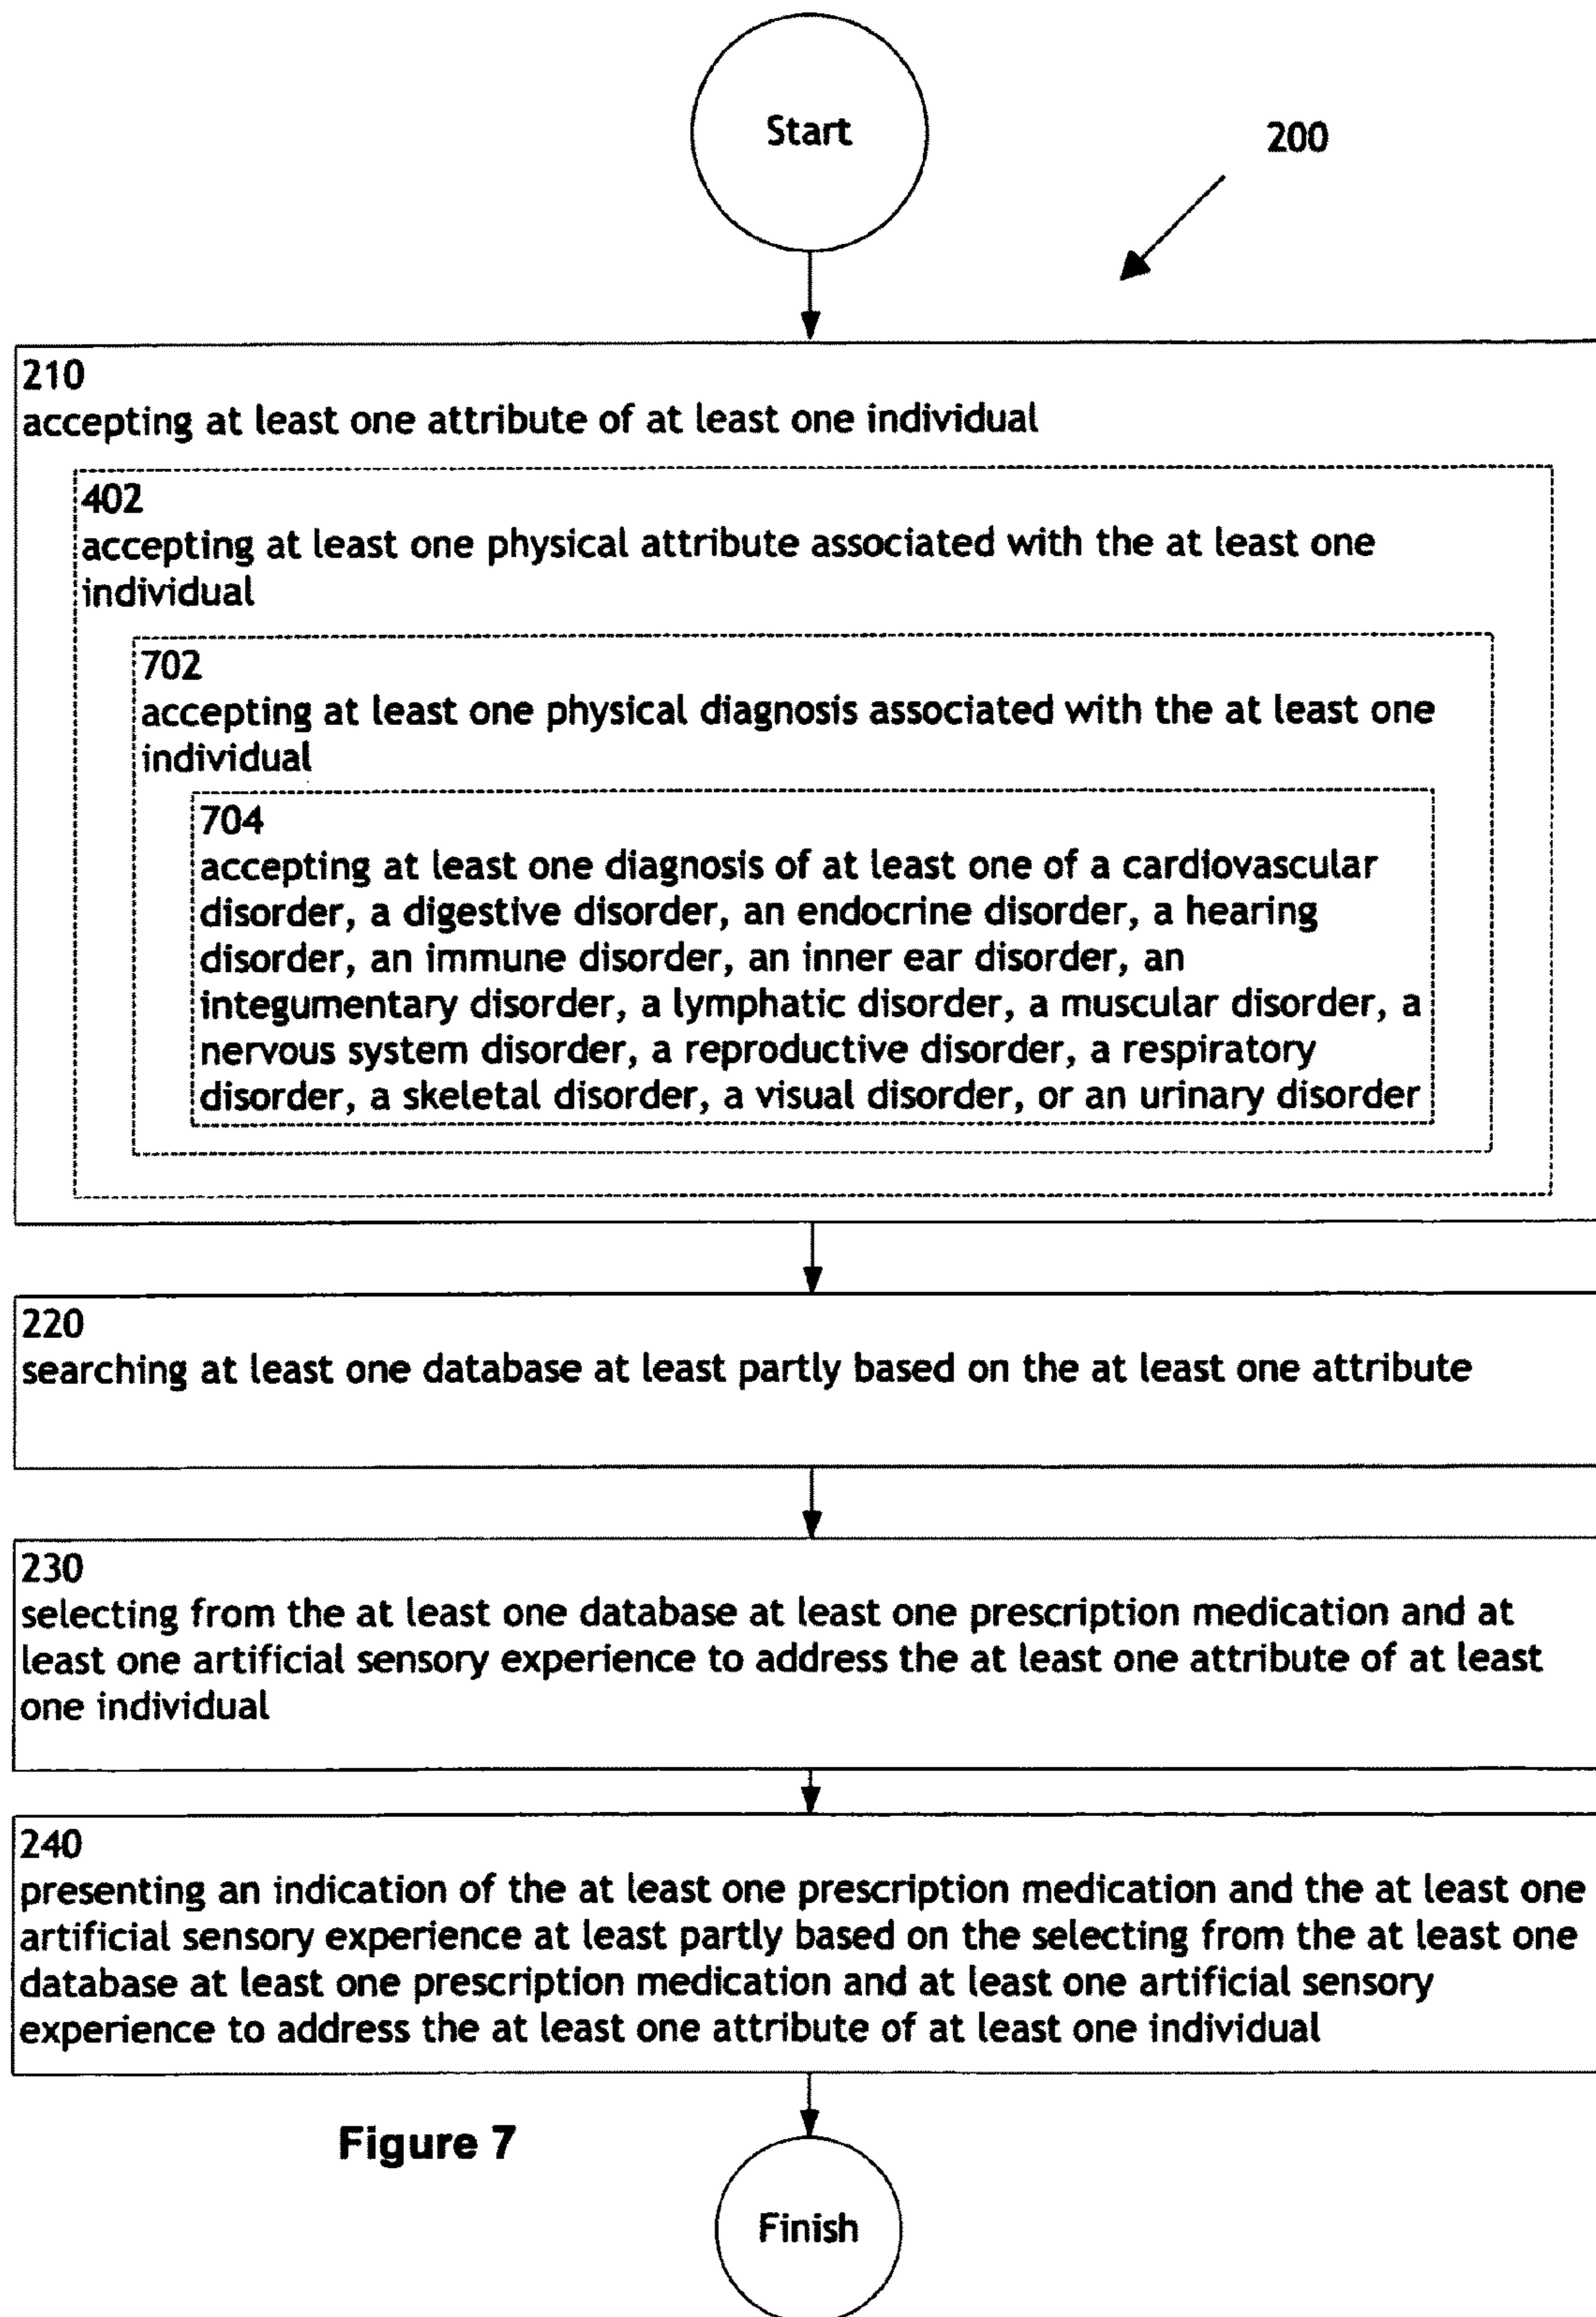 Start
200
210
accepting at least one attribute of at least one individual
402
accepting at least one physical attribute associated with the at least one
individual
702
accepting at least one physical diagnosis associated with the at least one
individual
704
accepting at least one diagnosis of at least one of a cardiovascular
disorder, a digestive disorder, an endocrine disorder, a hearing
disorder, an immune disorder, an inner ear disorder, an
integumentary disorder, a lymphatic disorder, a muscular disorder, a
nervous system disorder, a reproductive disorder, a respiratory
disorder, a skeletal disorder, a visual disorder, or an urinary disorder
220
searching at least one database at least partly based on the at least one attribute
230
selecting from the at least one database at least one prescription medication and at
least one artificial sensory experience to address the at least one attribute of at least
one individual
240
presenting an indication of the at least one prescription medication and the at least one
artificial sensory experience at least partly based on the selecting from the at least one
database at least one prescription medication and at least one artificial sensory
experience to address the at least one attribute of at least one individual
Figure 7
Finish